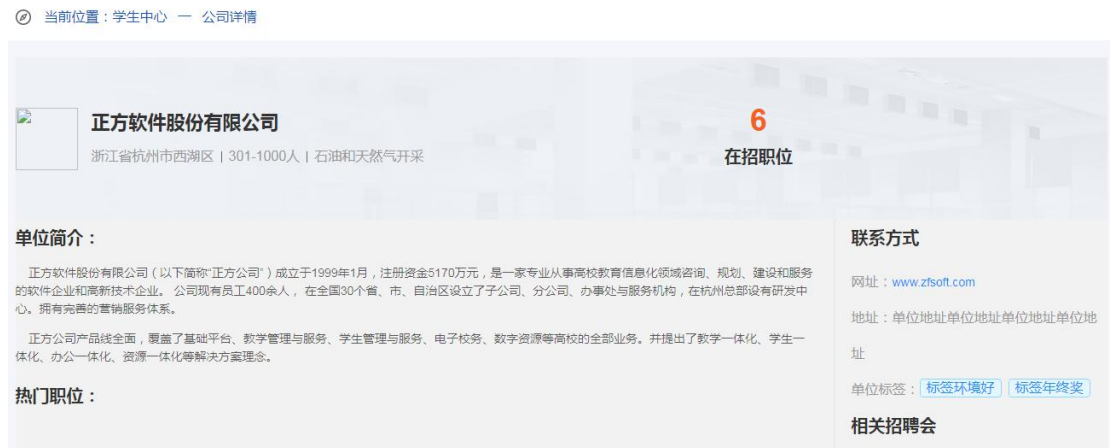 当前位置：学生中心 一 公司详情
正方软件股份有限公司
浙江省杭州市西湖区 | 301-1000人 | 石油和天然气开采
6
在招职位
单位简介：
正方软件股份有限公司（以下简称“正方公司”）成立于1999年1月，注册资金5170万元，是一家专业从事高校教育信息化领域咨询、规划、建设和服务
的软件企业和高新技术企业。 公司现有员工400余人， 在全国30个省、市、自治区设立了子公司、分公司、办事处与服务机构，在杭州总部设有研发中
心。拥有完善的营销服务体系。
正方公司产品线全面，覆盖了基础平台、教学管理与服务、学生管理与服务、电子校务、数字资源等高校的全部业务。并提出了教学一体化、学生一
体化、办公一体化、资源一体化等解决方案理念。
热门职位：
联系方式
网址：www.zfsoft.com
地址：单位地址单位地址单位地址单位地
址
单位标签： 标签环境好 标签年终奖
相关招聘会